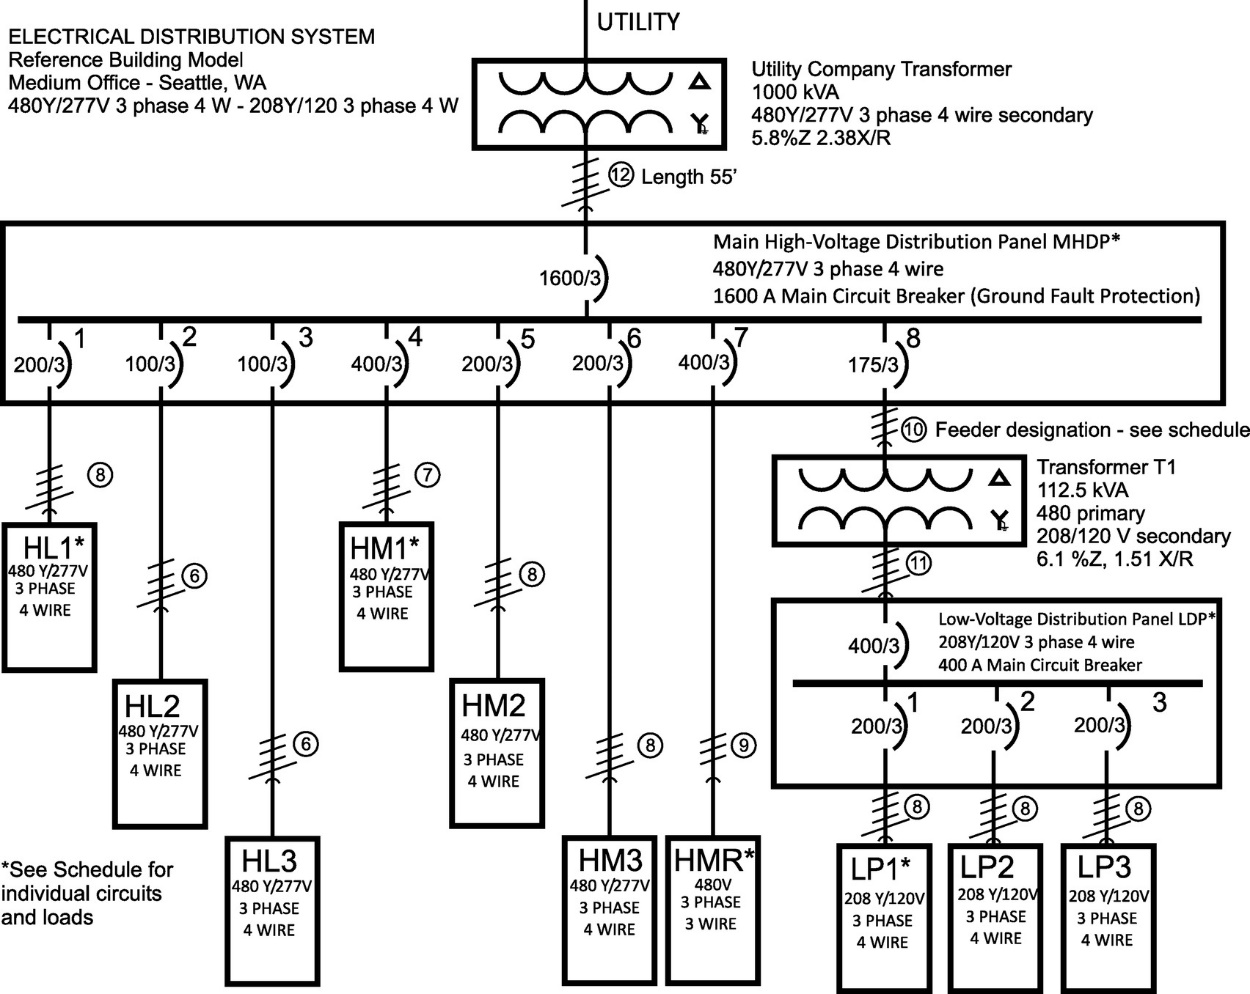 UTILITY
ELECTRICAL DISTRIBUTION SYSTEM
Reference Building Model
Medium Office - Seattle, WA
480Y/277V 3 phase 4 W - 208Y/120 3 phase 4 W
Utility Company Transformer
1000 kVA
480Y/277V 3 phase 4 wire secondary
5.8%Z 2.38X/R
12 Length 55'
Main High-Voltage Distribution Panel MHDP*
480Y/277V 3 phase 4 wire
1600 A Main Circuit Breaker (Ground Fault Protection)
1600/3
1
200/3
2
100/3
3
100/3
4
400/3
5
200/3
6
200/3
7
400/3
8
175/3
10 Feeder designation - see schedule
Transformer T1
112.5 kVA
480 primary
208/120 V secondary
6.1 %Z, 1.51 X/R
11
Low-Voltage Distribution Panel LDP*
208Y/120V 3 phase 4 wire
400 A Main Circuit Breaker
400/3
1
200/3
2
200/3
3
200/3
8
HL1*
480 Y/277V
3 PHASE
4 WIRE
6
HL2
480 Y/277V
3 PHASE
4 WIRE
6
HL3
480 Y/277V
3 PHASE
4 WIRE
7
HM1*
480 Y/277V
3 PHASE
4 WIRE
8
HM2
480 Y/277V
3 PHASE
4 WIRE
8
HM3
480 Y/277V
3 PHASE
4 WIRE
9
HMR*
480V
3 PHASE
3 WIRE
8
LP1*
208 Y/120V
3 PHASE
4 WIRE
8
LP2
208 Y/120V
3 PHASE
4 WIRE
8
LP3
208 Y/120V
3 PHASE
4 WIRE
*See Schedule for
individual circuits
and loads